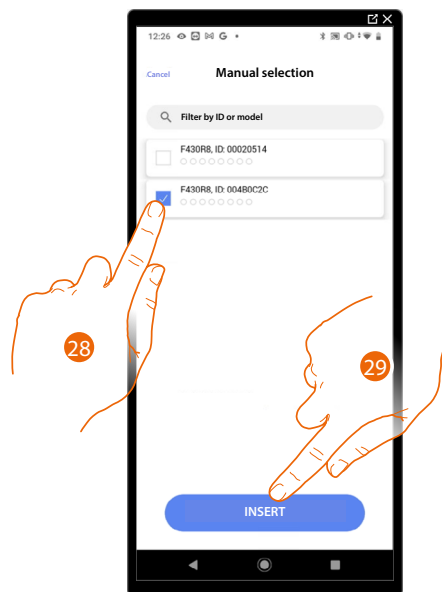 12:26
Cancel
Manual selection
Filter by ID or model
F430R8, ID: 00020514
F430R8, ID: 004B0C2C
28
29
INSERT